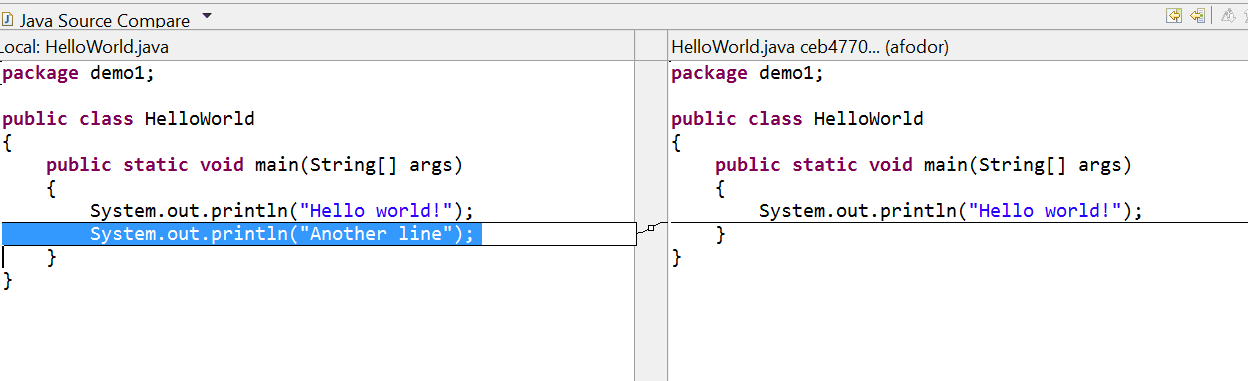 Java Source Compare
Local: HelloWorld.java
package demo1;
public class HelloWorld
{
public static void main(String[] args)
{
System.out.println("Hello world!");
System.out.println("Another line");
}
}
HelloWorld.java ceb4770... (afodor)
package demo1;
public class HelloWorld
{
public static void main(String[] args)
{
System.out.println("Hello world!");
}
}